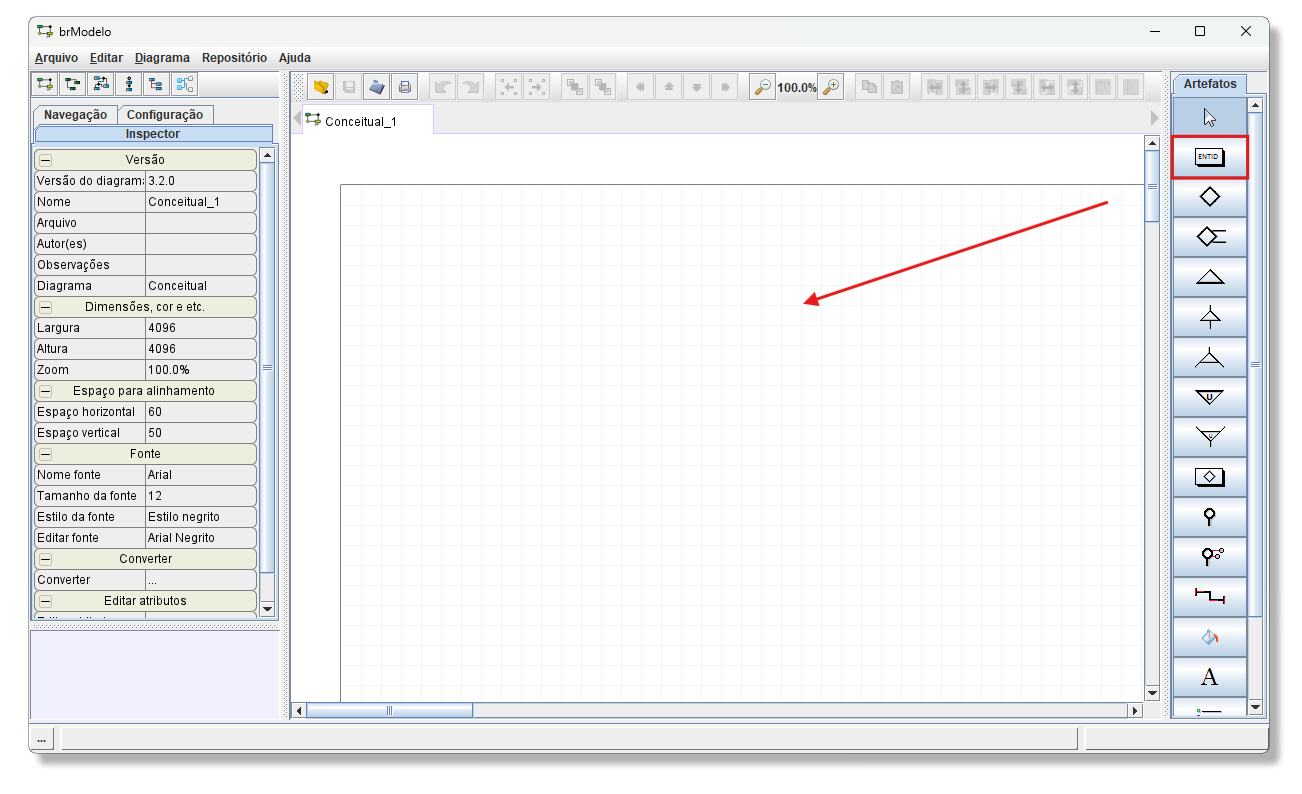 brModelo
Arquivo Editar Diagrama Repositório Ajuda
100.0%
Artefatos
Navegação Configuração
Inspector
Conceitual_1
Versão
Versão do diagram: 3.2.0
Nome Conceitual_1
Arquivo
Autor(es)
Observações
Diagrama Conceitual
Dimensões, cor e etc.
Largura 4096
Altura 4096
Zoom 100.0%
Espaço para alinhamento
Espaço horizontal 60
Espaço vertical 50
Fonte
Nome fonte Arial
Tamanho da fonte 12
Estilo da fonte Estilo negrito
Editar fonte Arial Negrito
Converter
Converter ...
Editar atributos
ENTID
U
U
A
...